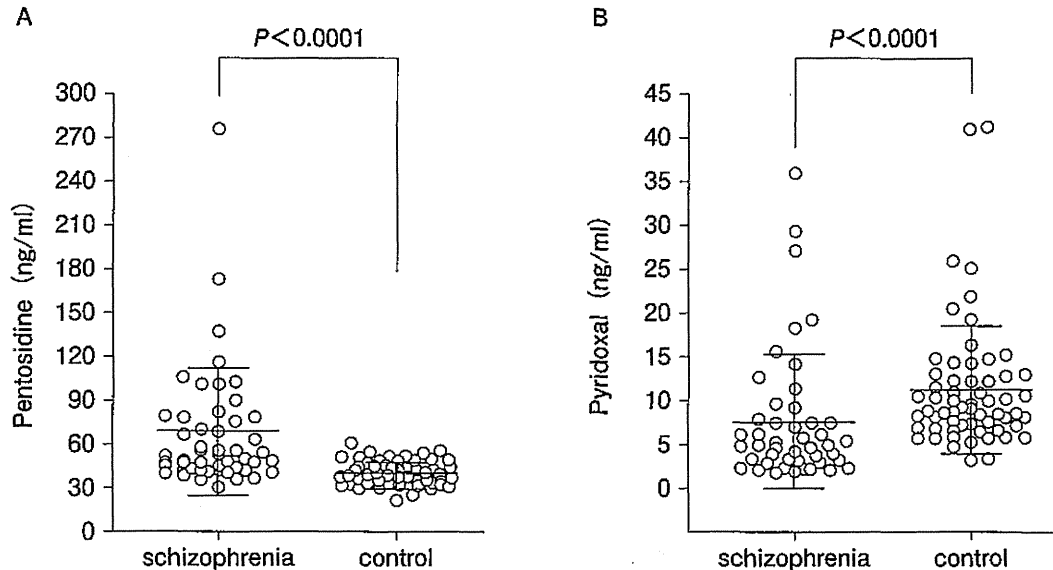 A
P<0.0001
Pentosidine (ng/ml)
300
270
240
210
180
150
120
90
60
30
0
schizophrenia
control
B
P<0.0001
Pyridoxal (ng/ml)
45
40
35
30
25
20
15
10
5
0
schizophrenia
control